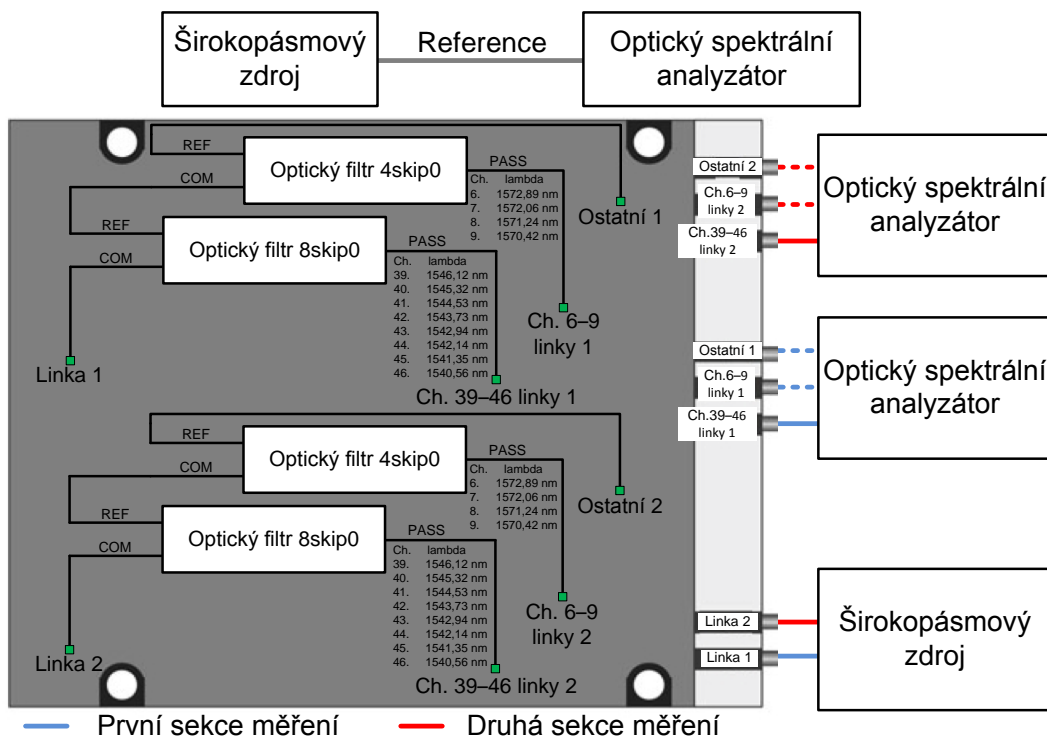 Širokopásmový
zdroj
Reference
Optický spektrální
analyzátor
REF
COM
Optický filtr 4skip0
PASS
Ch. lambda
6. 1572,89 nm
7. 1572,06 nm
8. 1571,24 nm
9. 1570,42 nm
Ostatní 1
REF
COM
Optický filtr 8skip0
PASS
Ch. lambda
39. 1546,12 nm
40. 1545,32 nm
41. 1544,53 nm
42. 1543,73 nm
43. 1542,94 nm
44. 1542,14 nm
45. 1541,35 nm
46. 1540,56 nm
Ch. 6–9
linky 1
Linka 1
Ch. 39–46 linky 1
REF
COM
Optický filtr 4skip0
PASS
Ch. lambda
6. 1572,89 nm
7. 1572,06 nm
8. 1571,24 nm
9. 1570,42 nm
Ostatní 2
REF
COM
Optický filtr 8skip0
PASS
Ch. lambda
39. 1546,12 nm
40. 1545,32 nm
41. 1544,53 nm
42. 1543,73 nm
43. 1542,94 nm
44. 1542,14 nm
45. 1541,35 nm
46. 1540,56 nm
Ch. 6–9
linky 2
Linka 2
Ch. 39–46 linky 2
Ostatní 2
Ch.6–9
linky 2
Ch.39–46
linky 2
Optický spektrální
analyzátor
Ostatní 1
Ch.6–9
linky 1
Ch.39–46
linky 1
Optický spektrální
analyzátor
Linka 2
Linka 1
Širokopásmový
zdroj
První sekce měření
Druhá sekce měření